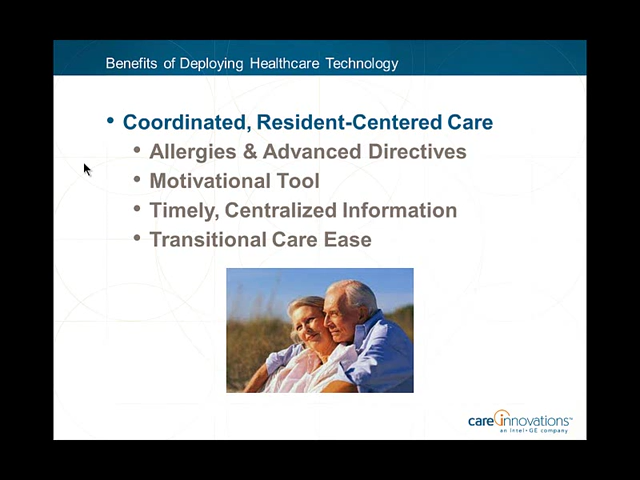 Benefits of Deploying Healthcare Technology
• Coordinated, Resident-Centered Care
• Allergies & Advanced Directives
• Motivational Tool
• Timely, Centralized Information
• Transitional Care Ease
care innovations™
an Intel • GE company